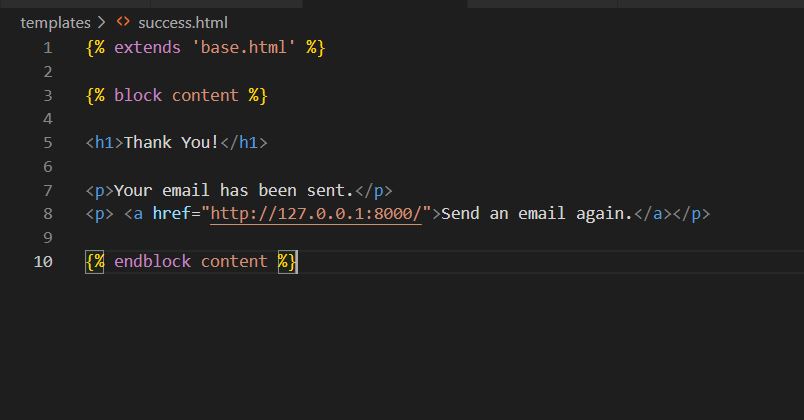 templates > <> success.html
1 {% extends 'base.html' %}
2
3 {% block content %}
4
5 <h1>Thank You!</h1>
6
7 <p>Your email has been sent.</p>
8 <p> <a href="http://127.0.0.1:8000/">Send an email again.</a></p>
9
10 {% endblock content %}